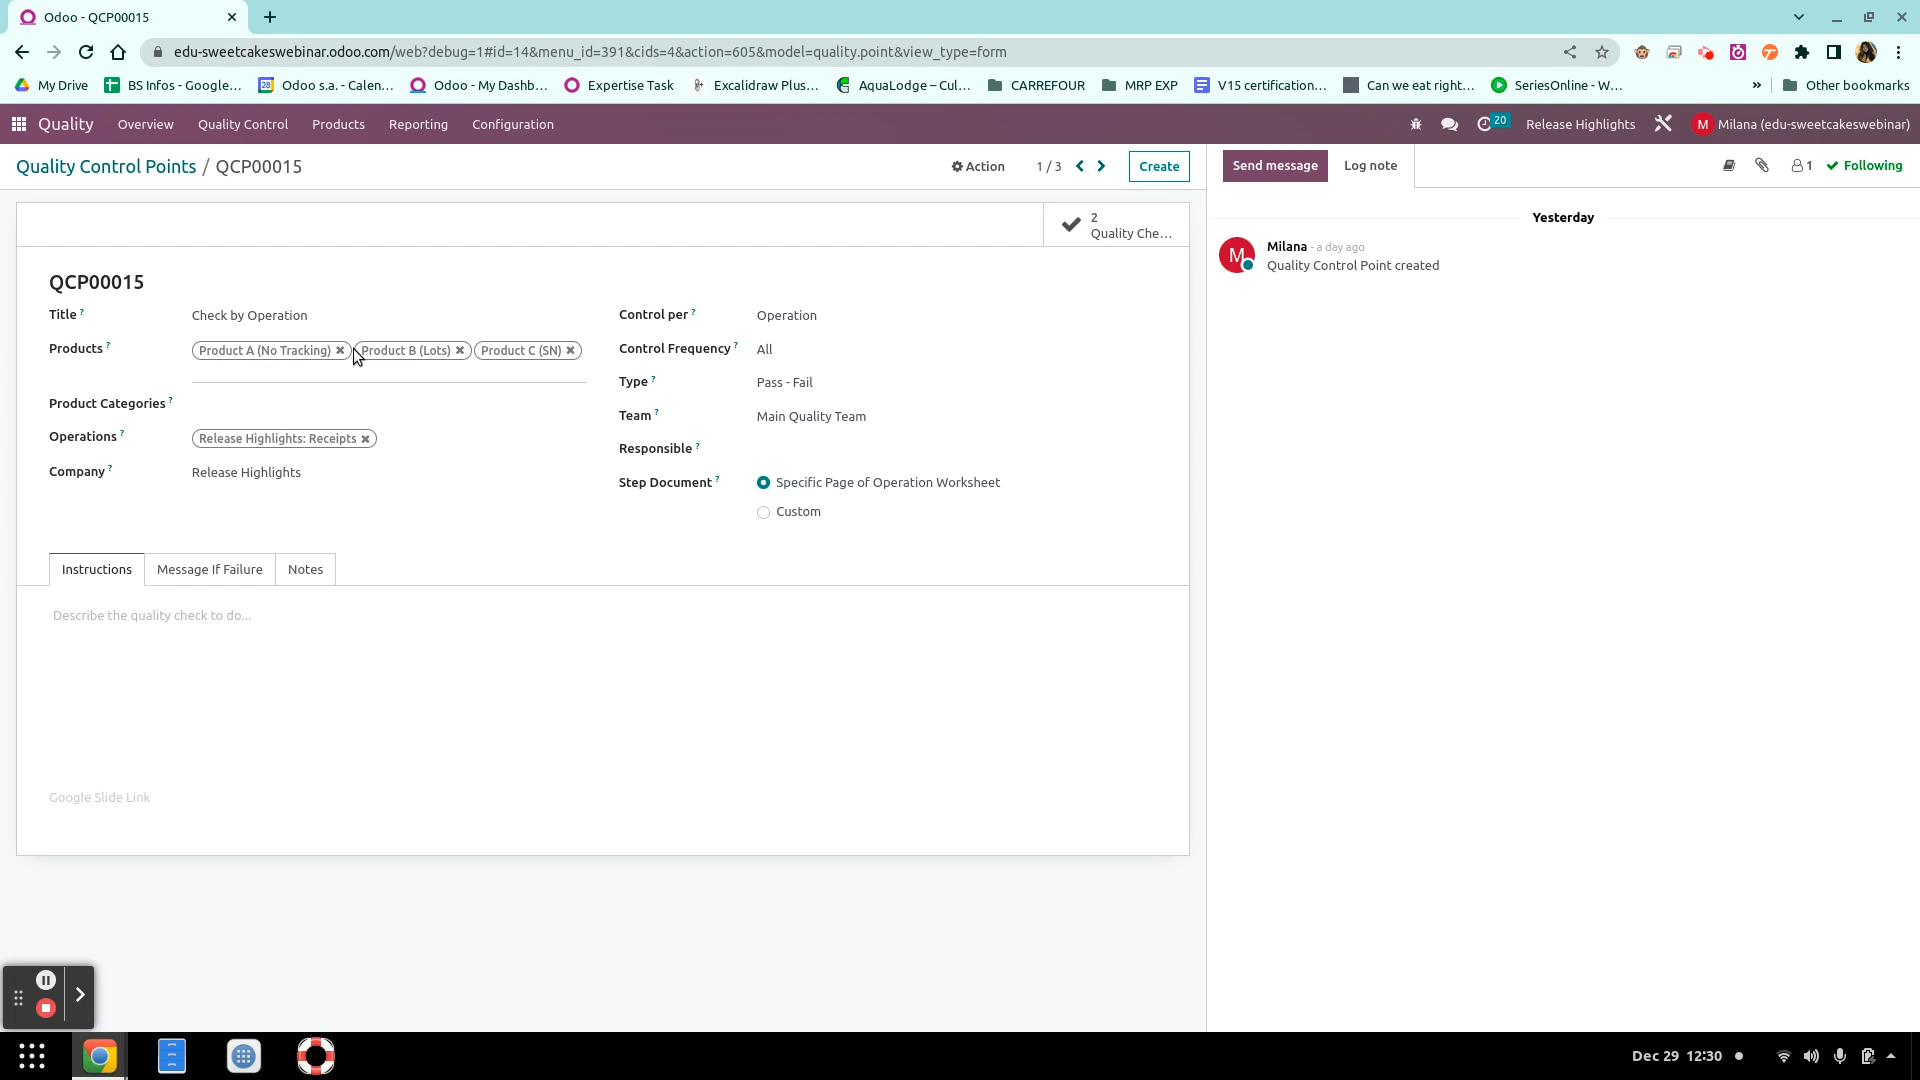 Odoo - QCP00015
edu-sweetcakeswebinar.odoo.com/web?debug=1#id=14&menu_id=391&cids=4&action=605&model=quality.point&view_type=form
My Drive BS Infos - Google... Odoo s.a. - Calen... Odoo - My Dashb... Expertise Task Excalidraw Plus... AquaLodge – Cul... CARREFOUR MRP EXP V15 certification... Can we eat right... SeriesOnline - W... » Other bookmarks
Quality Overview Quality Control Products Reporting Configuration 20 Release Highlights M Milana (edu-sweetcakeswebinar)
Quality Control Points / QCP00015 Action 1 / 3 Create Send message Log note 1 Following
2
Quality Che...
Yesterday
M Milana - a day ago
Quality Control Point created
QCP00015
Title ? Check by Operation Control per ? Operation
Products ? Product A (No Tracking) Product B (Lots) Product C (SN) Control Frequency ? All
Type ? Pass - Fail
Product Categories ?
Team ? Main Quality Team
Operations ? Release Highlights: Receipts
Responsible ?
Company ? Release Highlights
Step Document ? Specific Page of Operation Worksheet
Custom
Instructions Message If Failure Notes
Describe the quality check to do...
Google Slide Link
Dec 29 12:30